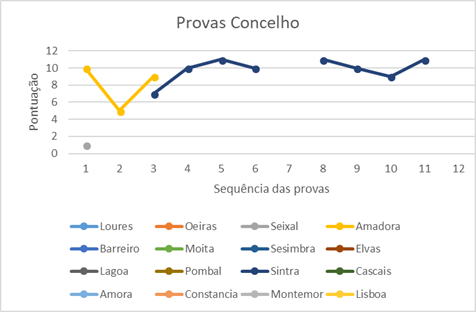 Provas Concelho
12
10
8
6
4
2
0
Pontuação
1 2 3 4 5 6 7 8 9 10 11 12
Sequência das provas
Loures Oeiras Seixal Amadora
Barreiro Moita Sesimbra Elvas
Lagoa Pombal Sintra Cascais
Amora Constancia Montemor Lisboa